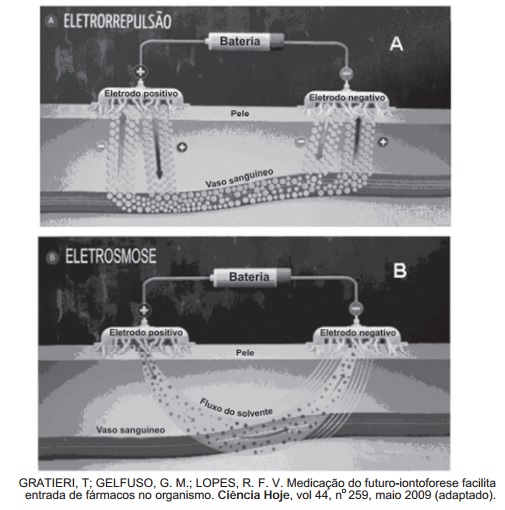 A ELETRORREPULSÃO
A
Bateria
+
−
Eletrodo positivo
Eletrodo negativo
Pele
−
+
−
+
Vaso sanguíneo
B ELETROSMOSE
B
Bateria
+
−
Eletrodo positivo
Eletrodo negativo
Pele
Fluxo do solvente
Vaso sanguíneo
GRATIERI, T; GELFUSO, G. M.; LOPES, R. F. V. Medicação do futuro-iontoforese facilita
entrada de fármacos no organismo. Ciência Hoje, vol 44, nº 259, maio 2009 (adaptado).